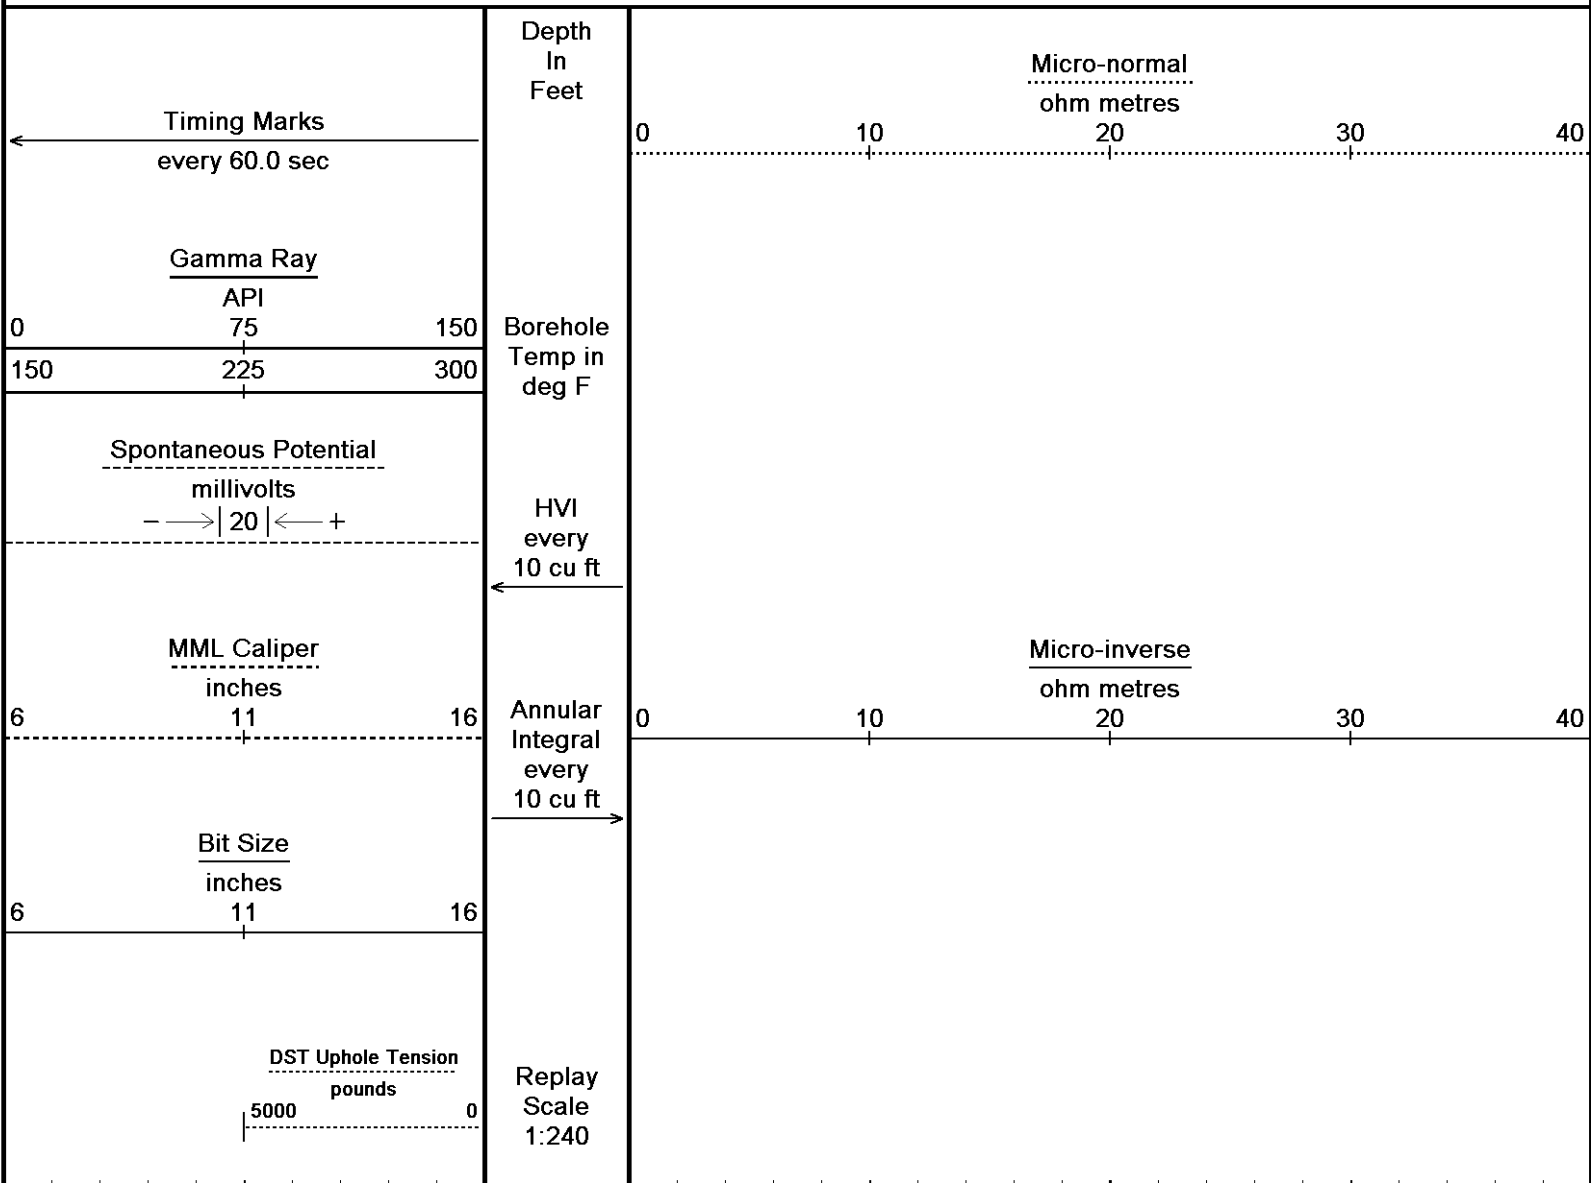 Timing Marks
every 60.0 sec
Gamma Ray
API
0 75 150
150 225 300
Spontaneous Potential
millivolts
− 20 +
MML Caliper
inches
6 11 16
Bit Size
inches
6 11 16
DST Uphole Tension
pounds
5000 0
Depth
In
Feet
Borehole
Temp in
deg F
HVI
every
10 cu ft
Annular
Integral
every
10 cu ft
Replay
Scale
1:240
Micro-normal
ohm metres
0 10 20 30 40
Micro-inverse
ohm metres
0 10 20 30 40